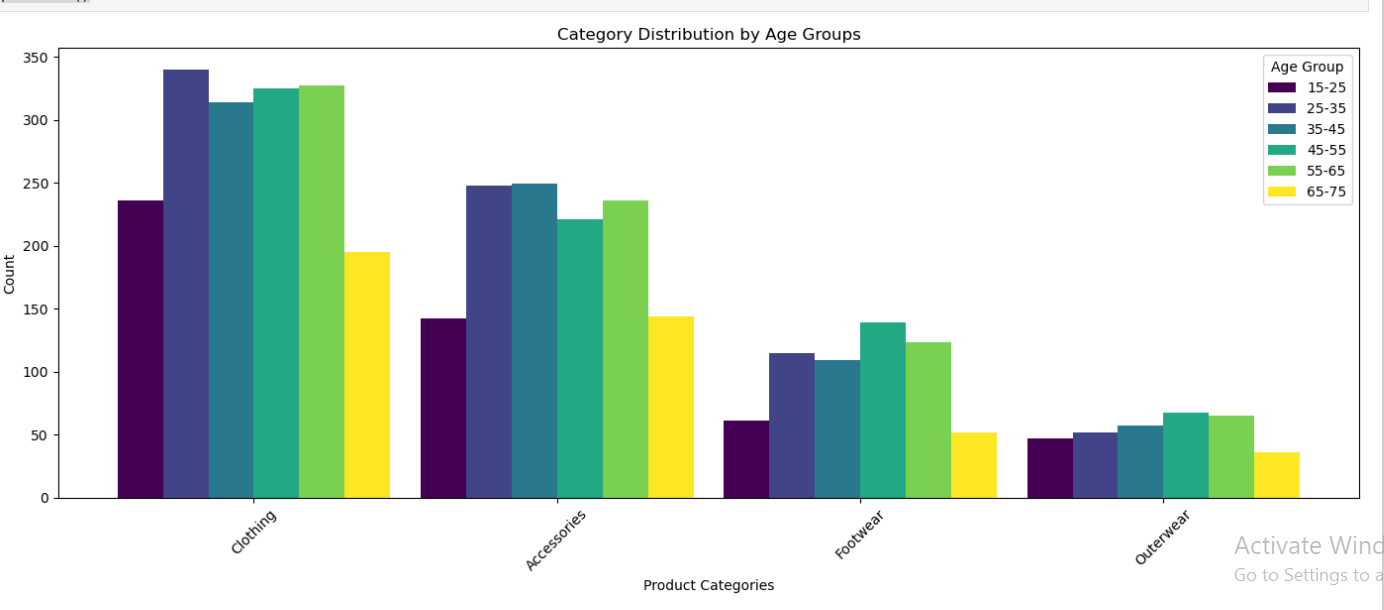 Category Distribution by Age Groups
Count
350
300
250
200
150
100
50
0
Age Group
15-25
25-35
35-45
45-55
55-65
65-75
Clothing
Accessories
Footwear
Outerwear
Product Categories
Activate Wind
Go to Settings to a